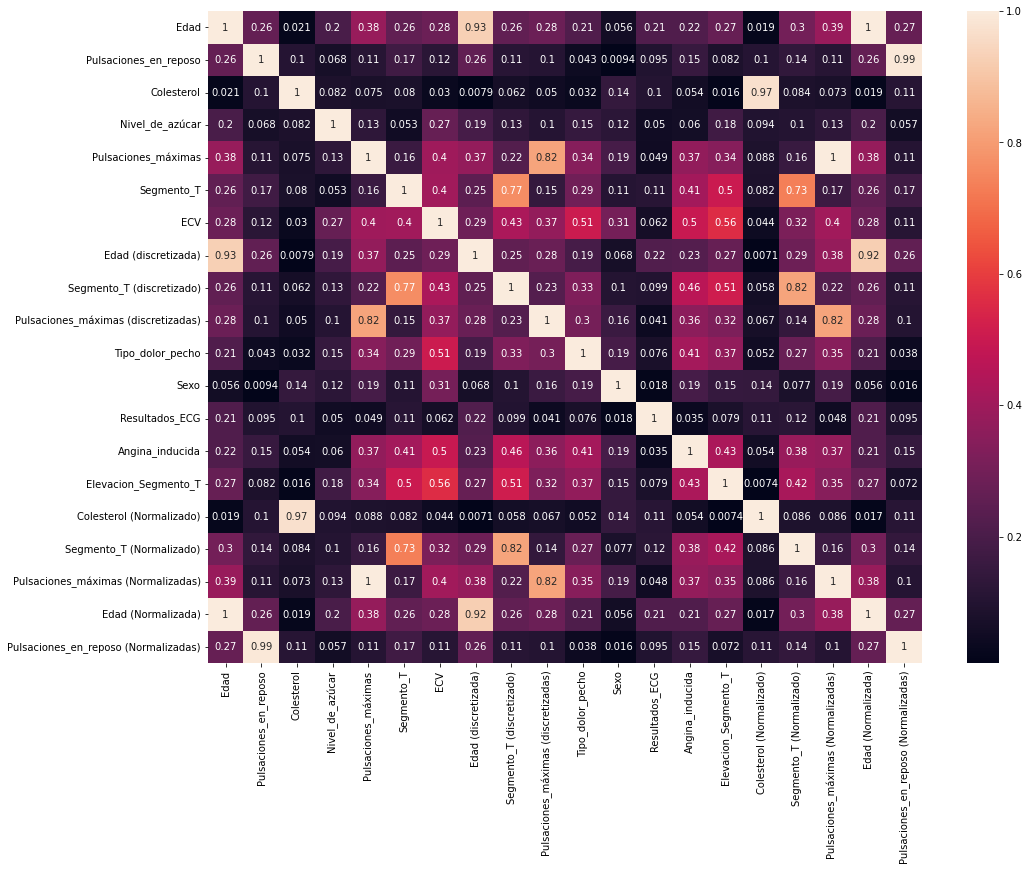 Edad 1 0.26 0.021 0.2 0.38 0.26 0.28 0.93 0.26 0.28 0.21 0.056 0.21 0.22 0.27 0.019 0.3 0.39 1 0.27
Pulsaciones_en_reposo 0.26 1 0.1 0.068 0.11 0.17 0.12 0.26 0.11 0.1 0.043 0.0094 0.095 0.15 0.082 0.1 0.14 0.11 0.26 0.99
Colesterol 0.021 0.1 1 0.082 0.075 0.08 0.03 0.0079 0.062 0.05 0.032 0.14 0.1 0.054 0.016 0.97 0.084 0.073 0.019 0.11
Nivel_de_azúcar 0.2 0.068 0.082 1 0.13 0.053 0.27 0.19 0.13 0.1 0.15 0.12 0.05 0.06 0.18 0.094 0.1 0.13 0.2 0.057
Pulsaciones_máximas 0.38 0.11 0.075 0.13 1 0.16 0.4 0.37 0.22 0.82 0.34 0.19 0.049 0.37 0.34 0.088 0.16 1 0.38 0.11
Segmento_T 0.26 0.17 0.08 0.053 0.16 1 0.4 0.25 0.77 0.15 0.29 0.11 0.11 0.41 0.5 0.082 0.73 0.17 0.26 0.17
ECV 0.28 0.12 0.03 0.27 0.4 0.4 1 0.29 0.43 0.37 0.51 0.31 0.062 0.5 0.56 0.044 0.32 0.4 0.28 0.11
Edad (discretizada) 0.93 0.26 0.0079 0.19 0.37 0.25 0.29 1 0.25 0.28 0.19 0.068 0.22 0.23 0.27 0.0071 0.29 0.38 0.92 0.26
Segmento_T (discretizado) 0.26 0.11 0.062 0.13 0.22 0.77 0.43 0.25 1 0.23 0.33 0.1 0.099 0.46 0.51 0.058 0.82 0.22 0.26 0.11
Pulsaciones_máximas (discretizadas) 0.28 0.1 0.05 0.1 0.82 0.15 0.37 0.28 0.23 1 0.3 0.16 0.041 0.36 0.32 0.067 0.14 0.82 0.28 0.1
Tipo_dolor_pecho 0.21 0.043 0.032 0.15 0.34 0.29 0.51 0.19 0.33 0.3 1 0.19 0.076 0.41 0.37 0.052 0.27 0.35 0.21 0.038
Sexo 0.056 0.0094 0.14 0.12 0.19 0.11 0.31 0.068 0.1 0.16 0.19 1 0.018 0.19 0.15 0.14 0.077 0.19 0.056 0.016
Resultados_ECG 0.21 0.095 0.1 0.05 0.049 0.11 0.062 0.22 0.099 0.041 0.076 0.018 1 0.035 0.079 0.11 0.12 0.048 0.21 0.095
Angina_inducida 0.22 0.15 0.054 0.06 0.37 0.41 0.5 0.23 0.46 0.36 0.41 0.19 0.035 1 0.43 0.054 0.38 0.37 0.21 0.15
Elevacion_Segmento_T 0.27 0.082 0.016 0.18 0.34 0.5 0.56 0.27 0.51 0.32 0.37 0.15 0.079 0.43 1 0.0074 0.42 0.35 0.27 0.072
Colesterol (Normalizado) 0.019 0.1 0.97 0.094 0.088 0.082 0.044 0.0071 0.058 0.067 0.052 0.14 0.11 0.054 0.0074 1 0.086 0.086 0.017 0.11
Segmento_T (Normalizado) 0.3 0.14 0.084 0.1 0.16 0.73 0.32 0.29 0.82 0.14 0.27 0.077 0.12 0.38 0.42 0.086 1 0.16 0.3 0.14
Pulsaciones_máximas (Normalizadas) 0.39 0.11 0.073 0.13 1 0.17 0.4 0.38 0.22 0.82 0.35 0.19 0.048 0.37 0.35 0.086 0.16 1 0.38 0.1
Edad (Normalizada) 1 0.26 0.019 0.2 0.38 0.26 0.28 0.92 0.26 0.28 0.21 0.056 0.21 0.21 0.27 0.017 0.3 0.38 1 0.27
Pulsaciones_en_reposo (Normalizadas) 0.27 0.99 0.11 0.057 0.11 0.17 0.11 0.26 0.11 0.1 0.038 0.016 0.095 0.15 0.072 0.11 0.14 0.1 0.27 1
Edad
Pulsaciones_en_reposo
Colesterol
Nivel_de_azúcar
Pulsaciones_máximas
Segmento_T
ECV
Edad (discretizada)
Segmento_T (discretizado)
Pulsaciones_máximas (discretizadas)
Tipo_dolor_pecho
Sexo
Resultados_ECG
Angina_inducida
Elevacion_Segmento_T
Colesterol (Normalizado)
Segmento_T (Normalizado)
Pulsaciones_máximas (Normalizadas)
Edad (Normalizada)
Pulsaciones_en_reposo (Normalizadas)
1.0
0.8
0.6
0.4
0.2